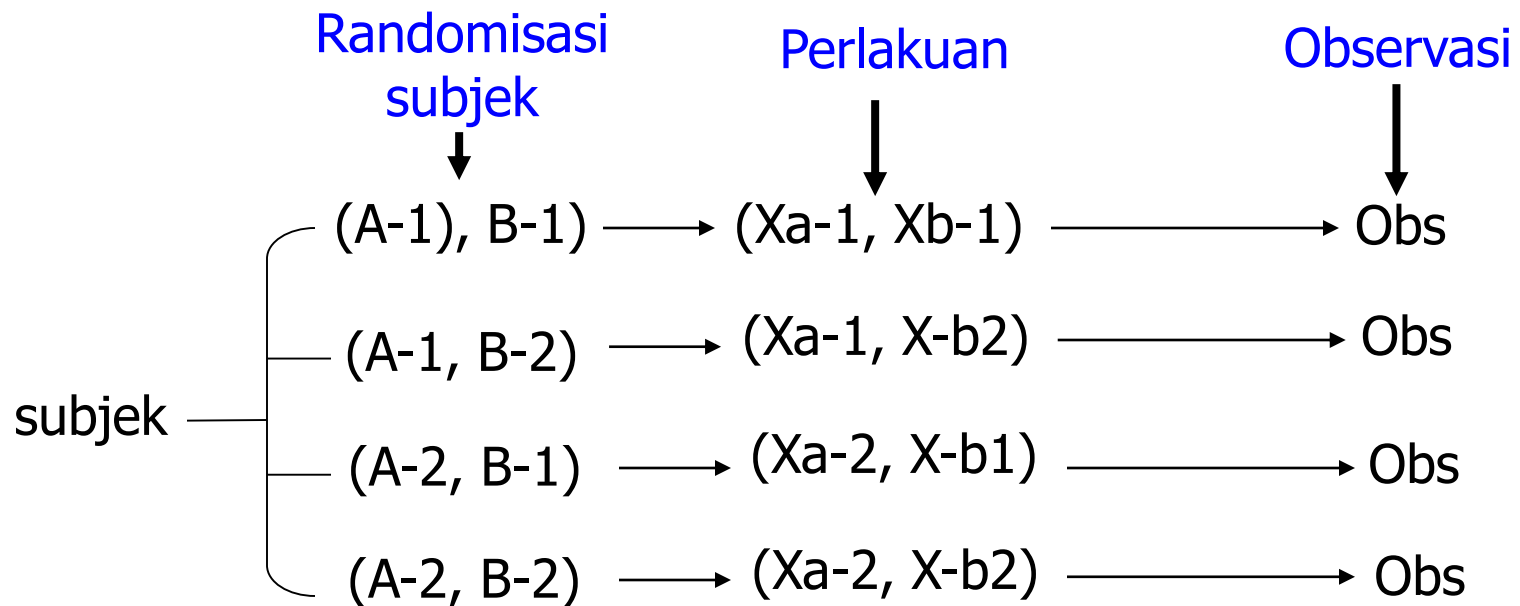 Randomisasi
subjek
Perlakuan
Observasi
(A-1), B-1)
(Xa-1, Xb-1)
Obs
(A-1, B-2)
(Xa-1, X-b2)
Obs
subjek
(A-2, B-1)
(Xa-2, X-b1)
Obs
(A-2, B-2)
(Xa-2, X-b2)
Obs